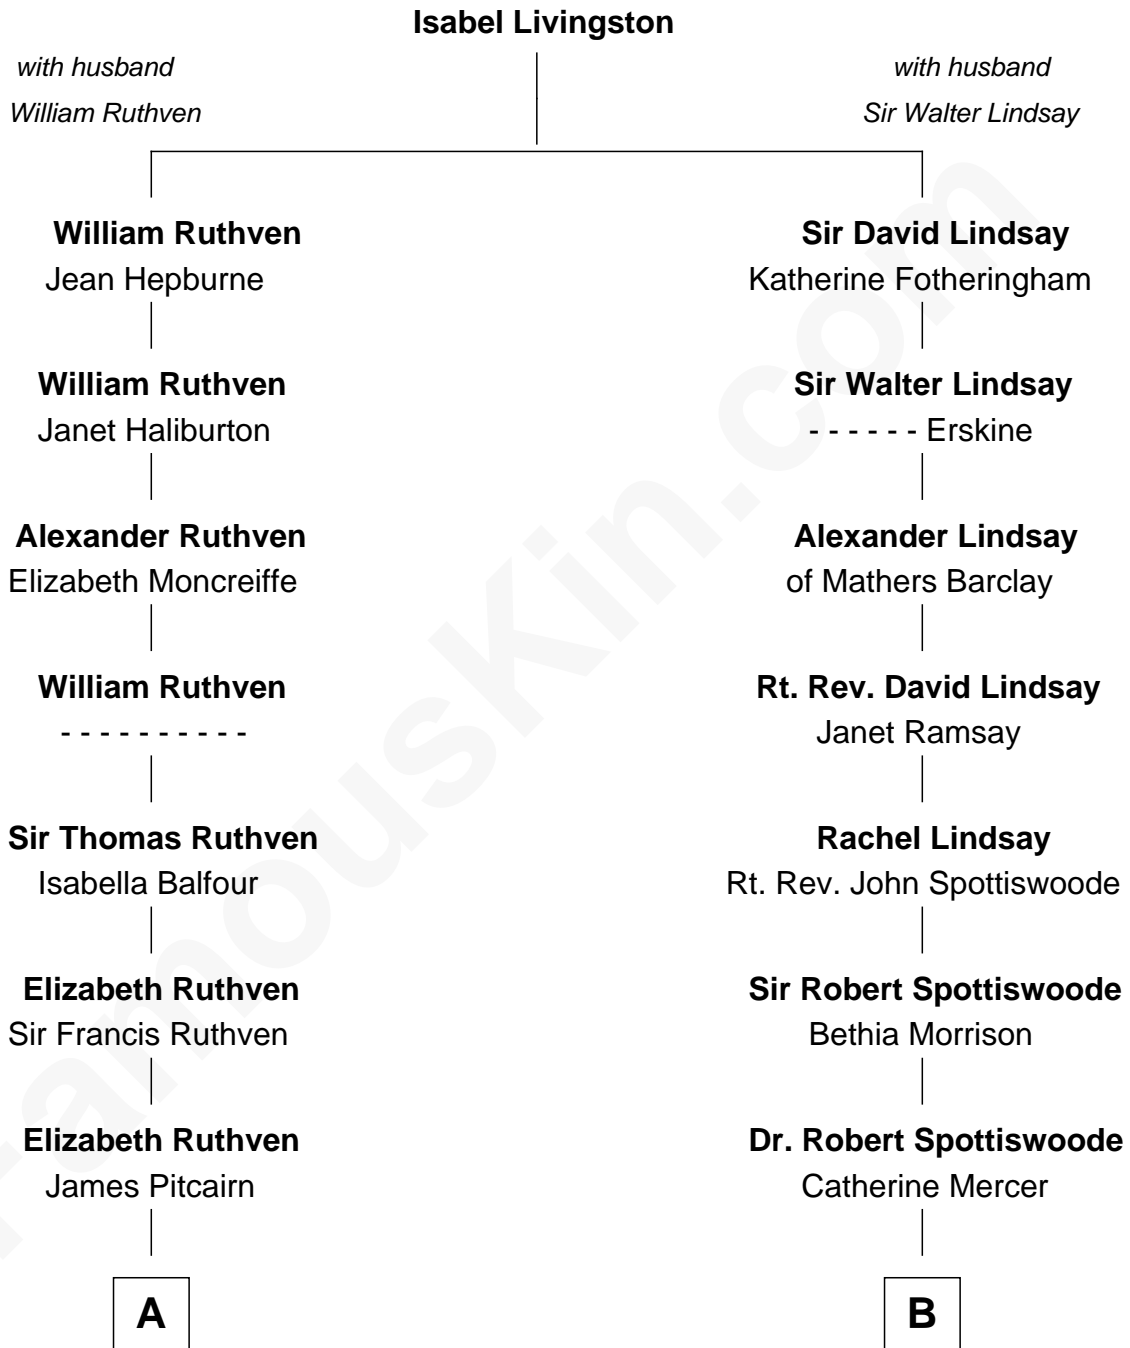 Isabel Livingston
with husband
William Ruthven
with husband
Sir Walter Lindsay
William Ruthven
Jean Hepburne
Sir David Lindsay
Katherine Fotheringham
William Ruthven
Janet Haliburton
Sir Walter Lindsay
- - - - - - Erskine
Alexander Ruthven
Elizabeth Moncreiffe
Alexander Lindsay
of Mathers Barclay
William Ruthven
- - - - - - - - - -
Rt. Rev. David Lindsay
Janet Ramsay
Sir Thomas Ruthven
Isabella Balfour
Rachel Lindsay
Rt. Rev. John Spottiswoode
Elizabeth Ruthven
Sir Francis Ruthven
Sir Robert Spottiswoode
Bethia Morrison
Elizabeth Ruthven
James Pitcairn
Dr. Robert Spottiswoode
Catherine Mercer
A
B
FamousKin.com